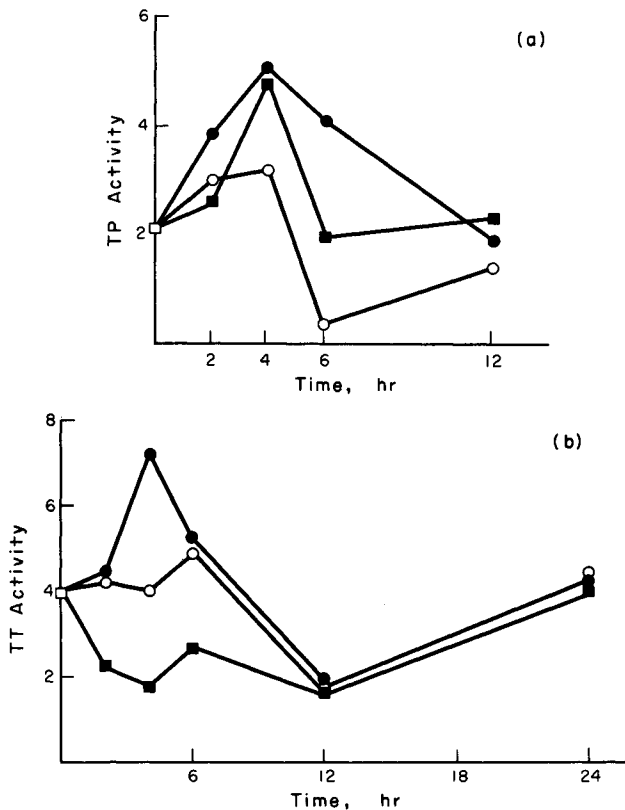 (a)
6
4
2
TP Activity
2 4 6 12
Time, hr
(b)
8
6
4
2
TT Activity
6 12 18 24
Time, hr